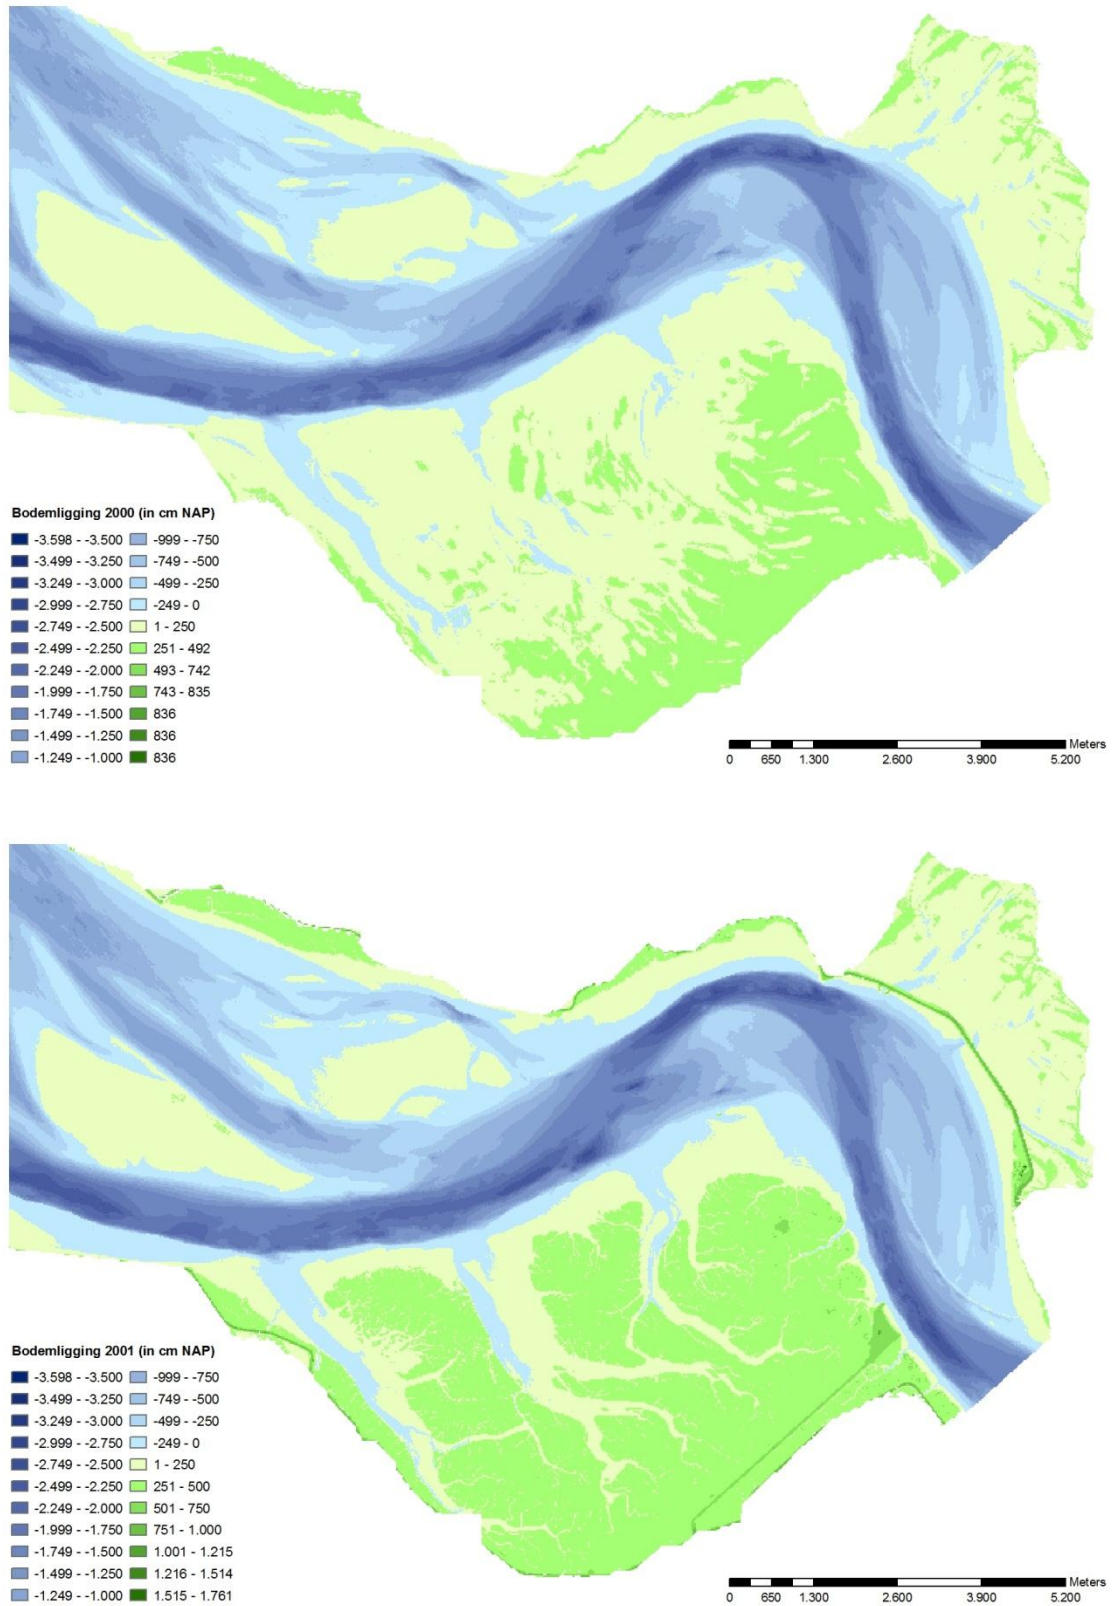 Bodemligging 2000 (in cm NAP)
-3.598 - -3.500 -999 - -750
-3.499 - -3.250 -749 - -500
-3.249 - -3.000 -499 - -250
-2.999 - -2.750 -249 - 0
-2.749 - -2.500 1 - 250
-2.499 - -2.250 251 - 492
-2.249 - -2.000 493 - 742
-1.999 - -1.750 743 - 835
-1.749 - -1.500 836
-1.499 - -1.250 836
-1.249 - -1.000 836
Meters
0 650 1.300 2.600 3.900 5.200
Bodemligging 2001 (in cm NAP)
-3.598 - -3.500 -999 - -750
-3.499 - -3.250 -749 - -500
-3.249 - -3.000 -499 - -250
-2.999 - -2.750 -249 - 0
-2.749 - -2.500 1 - 250
-2.499 - -2.250 251 - 500
-2.249 - -2.000 501 - 750
-1.999 - -1.750 751 - 1.000
-1.749 - -1.500 1.001 - 1.215
-1.499 - -1.250 1.216 - 1.514
-1.249 - -1.000 1.515 - 1.761
Meters
0 650 1.300 2.600 3.900 5.200